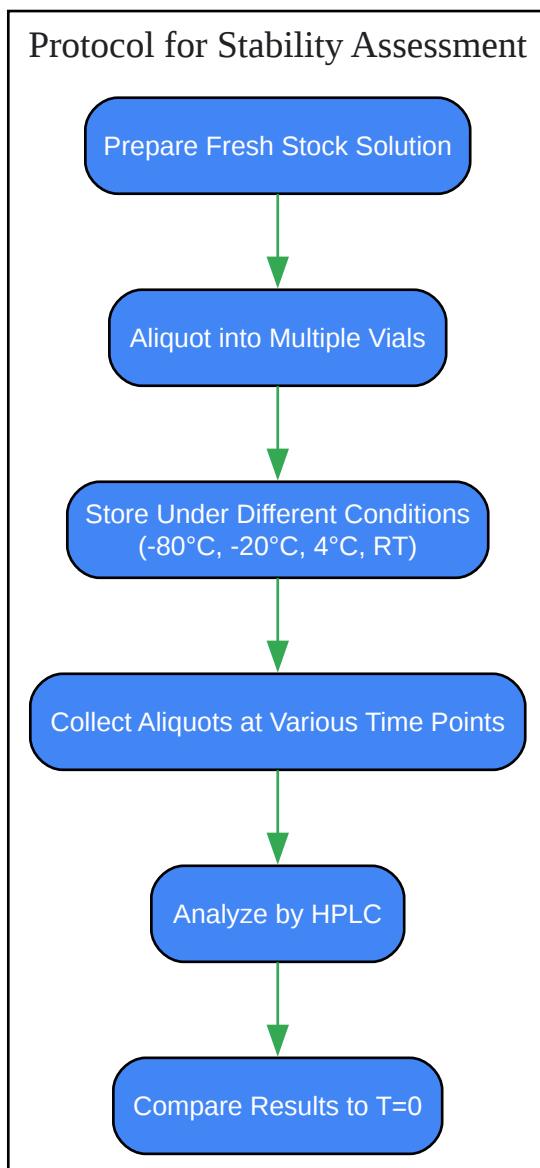 Protocol for Stability Assessment
Prepare Fresh Stock Solution
Aliquot into Multiple Vials
Store Under Different Conditions
(-80°C, -20°C, 4°C, RT)
Collect Aliquots at Various Time Points
Analyze by HPLC
Compare Results to T=0